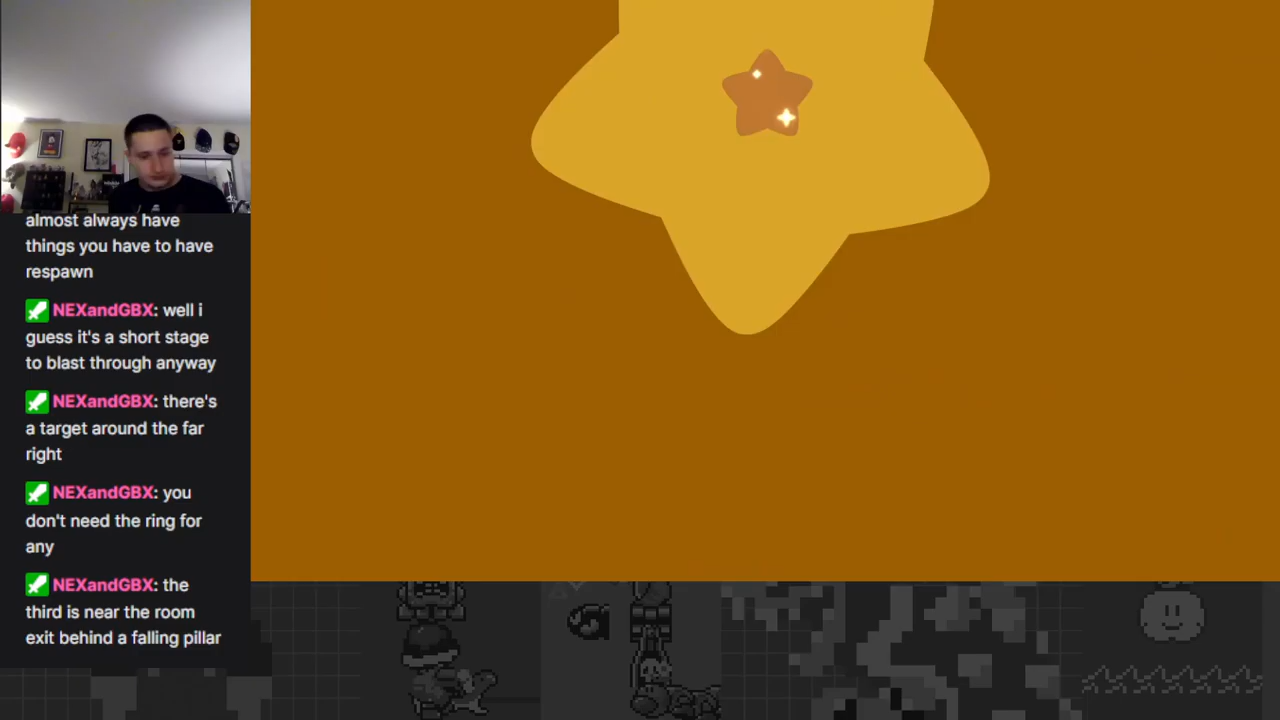 almost always have
things you have to have
respawn
NEXandGBX: well i
guess it's a short stage
to blast through anyway
NEXandGBX: there's
a target around the far
right
NEXandGBX: you
don't need the ring for
any
NEXandGBX: the
third is near the room
exit behind a falling pillar